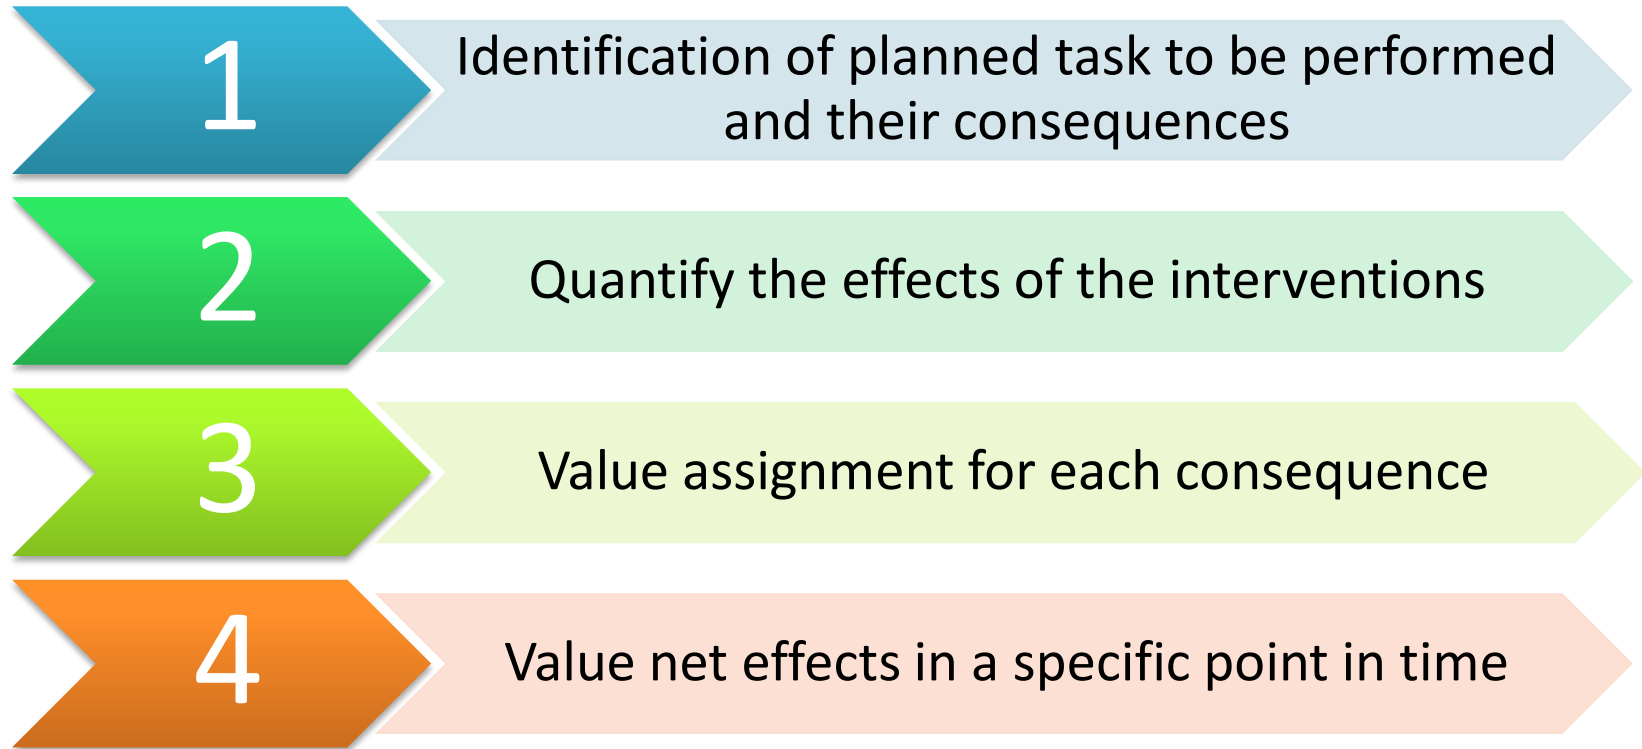 1
Identification of planned task to be performed
and their consequences
2
Quantify the effects of the interventions
3
Value assignment for each consequence
4
Value net effects in a specific point in time